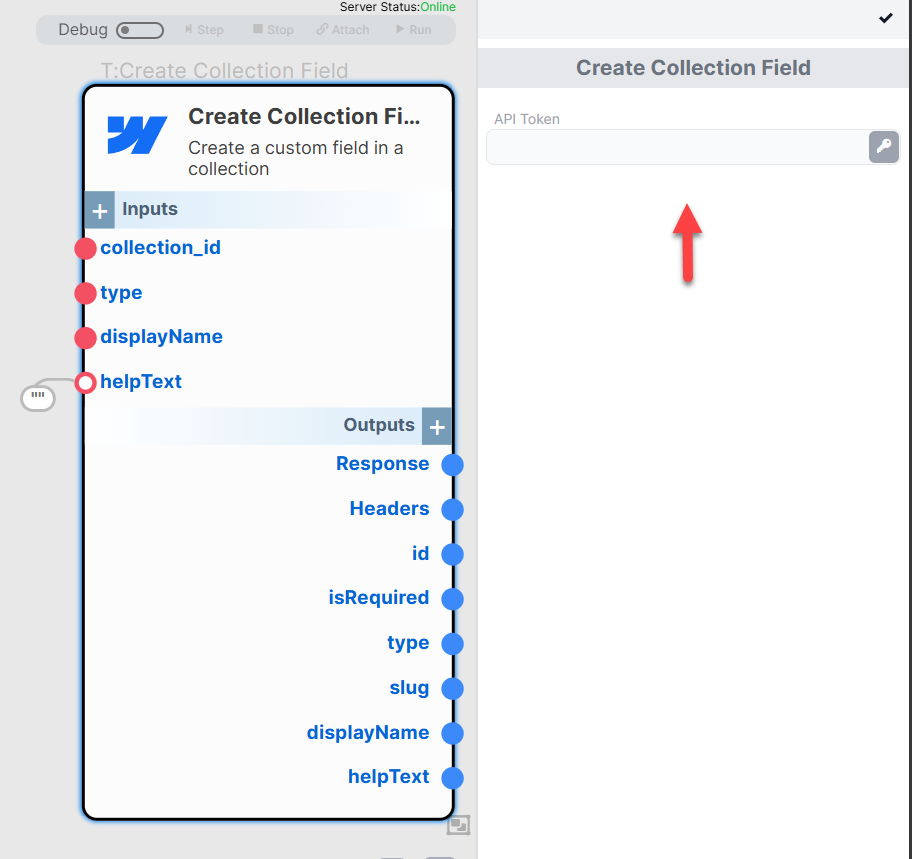 Server Status:Online
Debug Step Stop Attach Run
T:Create Collection Field
Create Collection Fi...
Create a custom field in a
collection
Inputs
collection_id
type
displayName
helpText
""
Outputs
Response
Headers
id
isRequired
type
slug
displayName
helpText
Create Collection Field
API Token